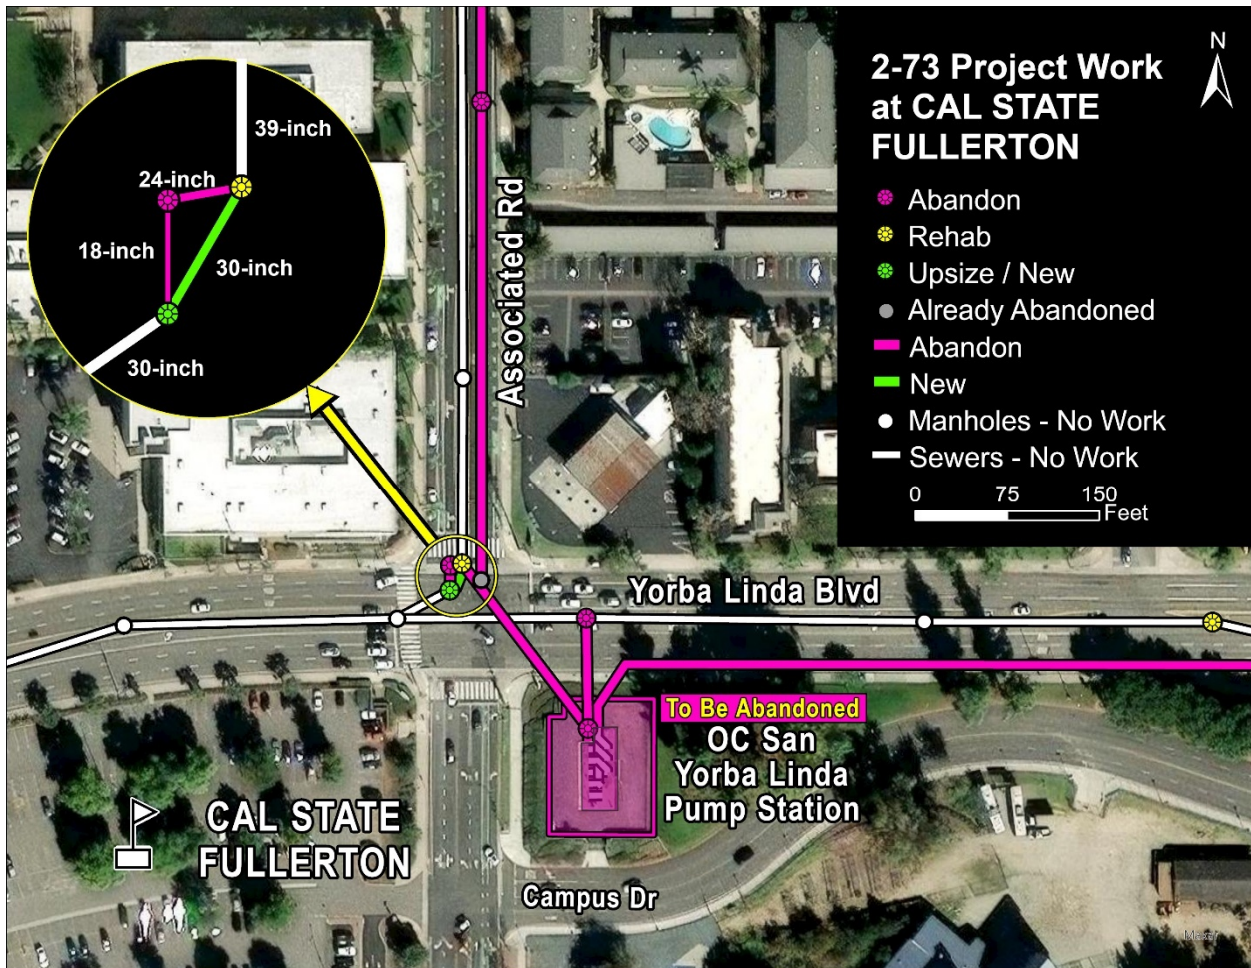 2-73 Project Work
at CAL STATE
FULLERTON
N
Abandon
Rehab
Upsize / New
Already Abandoned
Abandon
New
Manholes - No Work
Sewers - No Work
0 75 150
Feet
39-inch
24-inch
18-inch
30-inch
30-inch
Associated Rd
Yorba Linda Blvd
To Be Abandoned
OC San
Yorba Linda
Pump Station
CAL STATE
FULLERTON
Campus Dr
Maxar